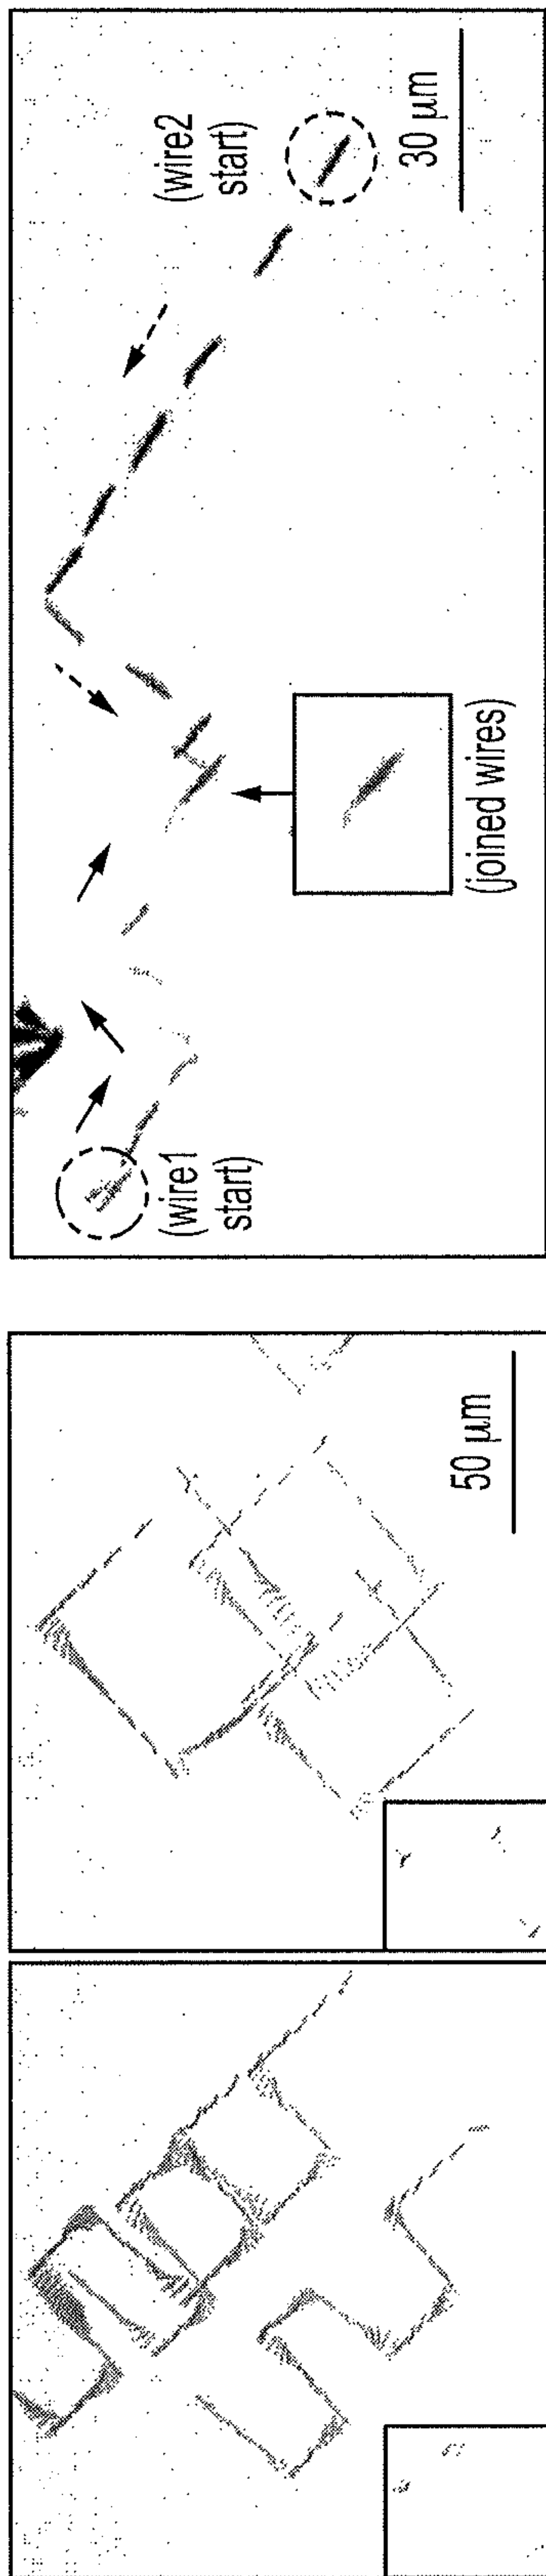 (wire1
start)
(joined wires)
(wire2
start)
30 μm
50 μm